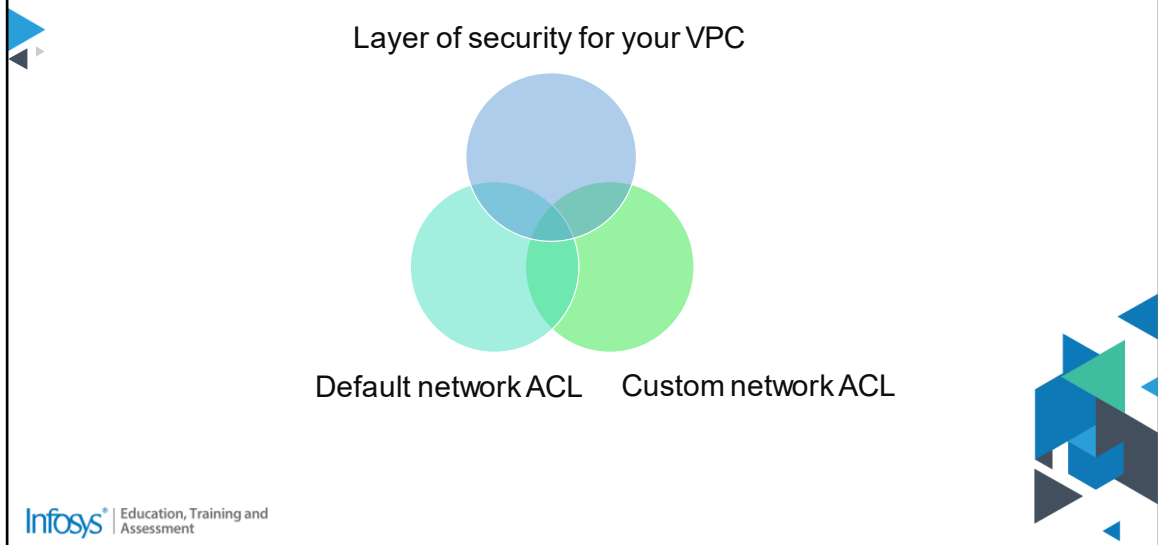 Layer of security for your VPC
Default network ACL
Custom network ACL
Infosys® | Education, Training and
Assessment